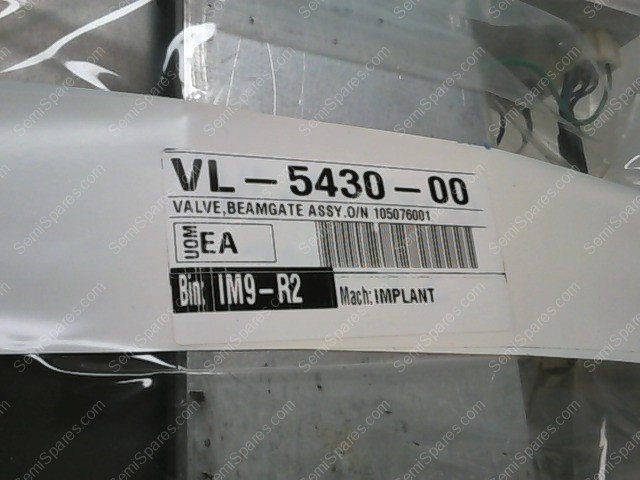 VL-5430-00
VALVE,BEAMGATE ASSY.O/N 105076001
UOM EA
Bin: IM9-R2
Mach: IMPLANT
SemiSpares.com